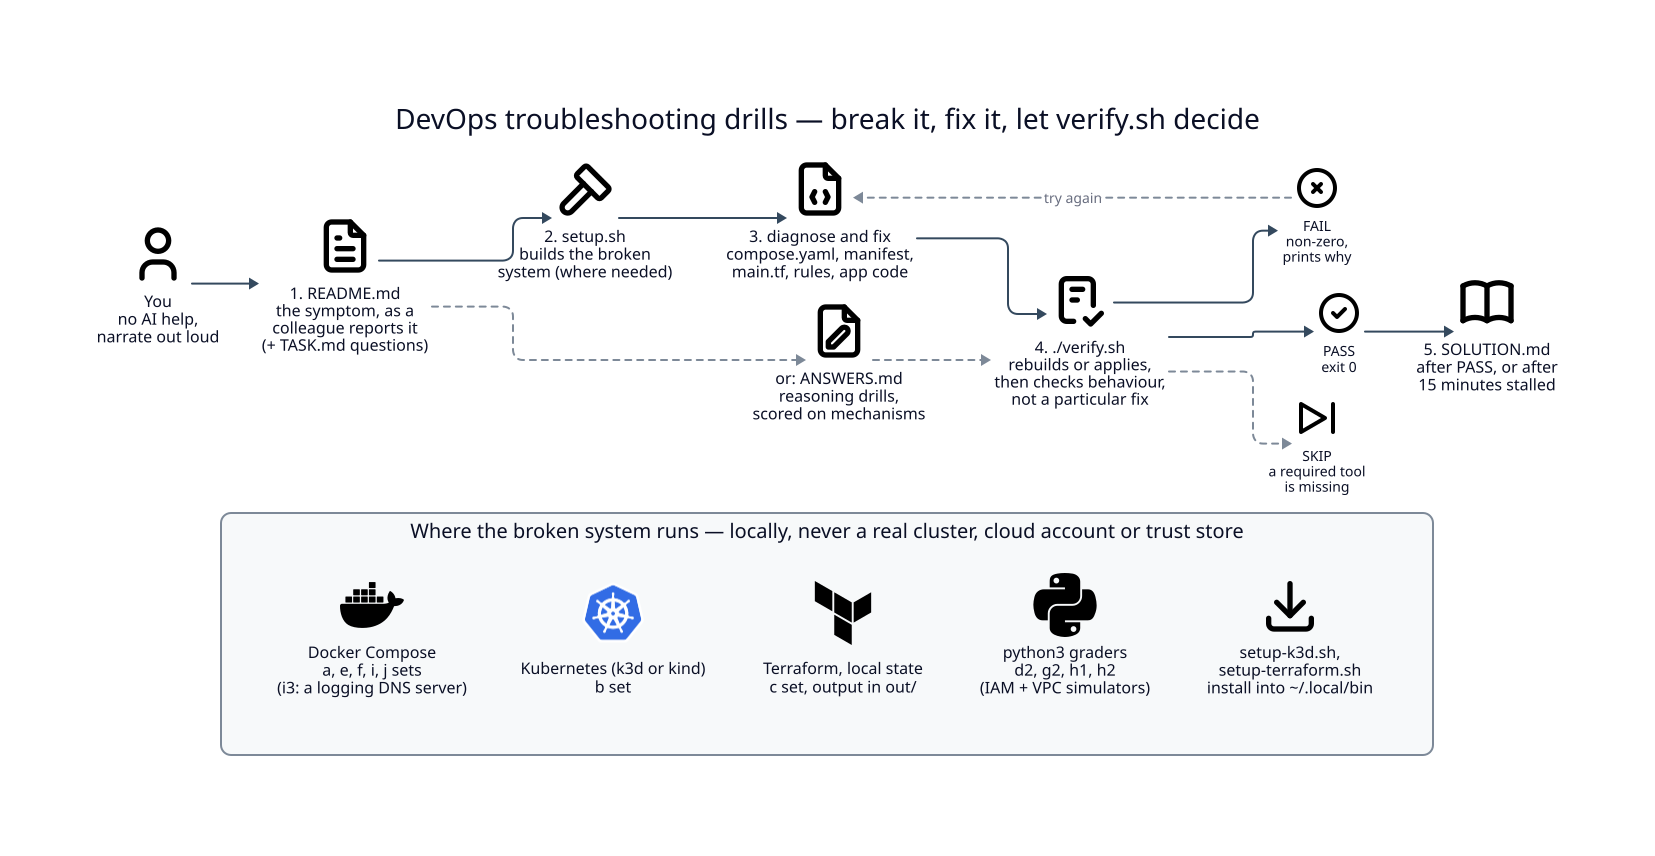 DevOps troubleshooting drills — break it, fix it, let verify.sh decide
You
no AI help,
narrate out loud
1. README.md
the symptom, as a
colleague reports it
(+ TASK.md questions)
2. setup.sh
builds the broken
system (where needed)
3. diagnose and fix
compose.yaml, manifest,
main.tf, rules, app code
try again
or: ANSWERS.md
reasoning drills,
scored on mechanisms
4. ./verify.sh
rebuilds or applies,
then checks behaviour,
not a particular fix
FAIL
non-zero,
prints why
PASS
exit 0
SKIP
a required tool
is missing
5. SOLUTION.md
after PASS, or after
15 minutes stalled
Where the broken system runs — locally, never a real cluster, cloud account or trust store
Docker Compose
a, e, f, i, j sets
(i3: a logging DNS server)
Kubernetes (k3d or kind)
b set
Terraform, local state
c set, output in out/
python3 graders
d2, g2, h1, h2
(IAM + VPC simulators)
setup-k3d.sh,
setup-terraform.sh
install into ~/.local/bin